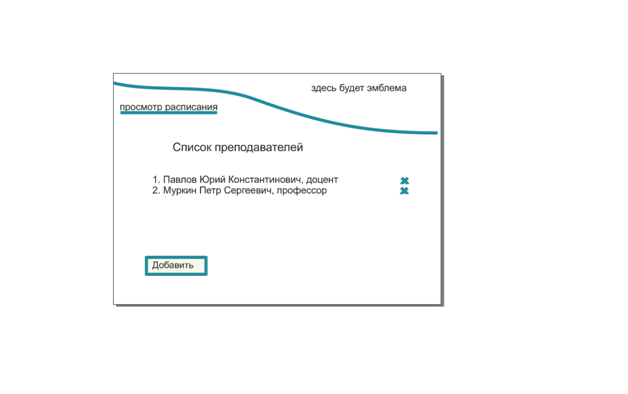 здесь будет эмблема
просмотр расписания
Список преподавателей
1. Павлов Юрий Константинович, доцент
2. Муркин Петр Сергеевич, профессор
Добавить